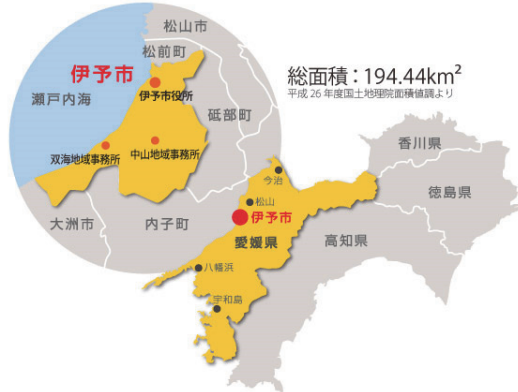 松山市
松前町
伊予市
伊予市役所
瀬戸内海
砥部町
双海地域事務所
中山地域事務所
大洲市
内子町
総面積：194.44km²
平成26年度国土地理院面積値調より
香川県
徳島県
今治
松山
伊予市
愛媛県
高知県
八幡浜
宇和島